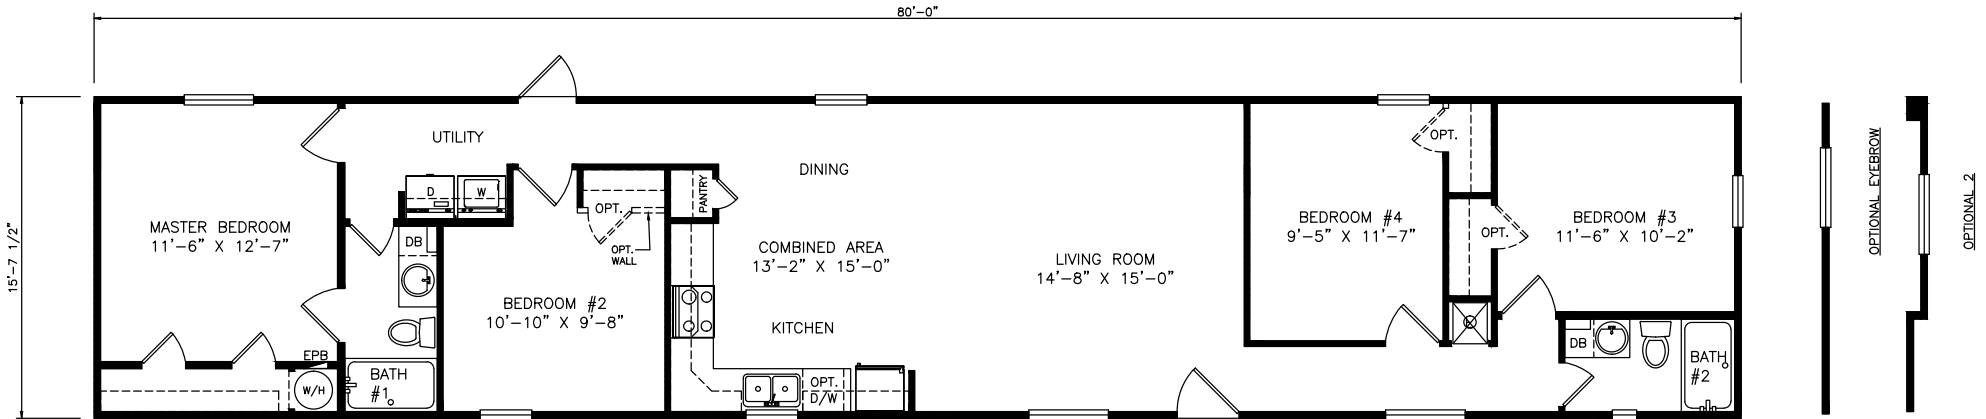 80'-0"
15'-7 1/2"
UTILITY
D
W
MASTER BEDROOM
11'-6" X 12'-7"
EPB
W/H
DB
BATH
#1
OPT.
OPT.
WALL
BEDROOM #2
10'-10" X 9'-8"
PANTRY
DINING
COMBINED AREA
13'-2" X 15'-0"
KITCHEN
OPT.
D/W
LIVING ROOM
14'-8" X 15'-0"
OPT.
BEDROOM #4
9'-5" X 11'-7"
OPT.
BEDROOM #3
11'-6" X 10'-2"
DB
BATH
#2
OPTIONAL EYEBROW
OPTIONAL 2